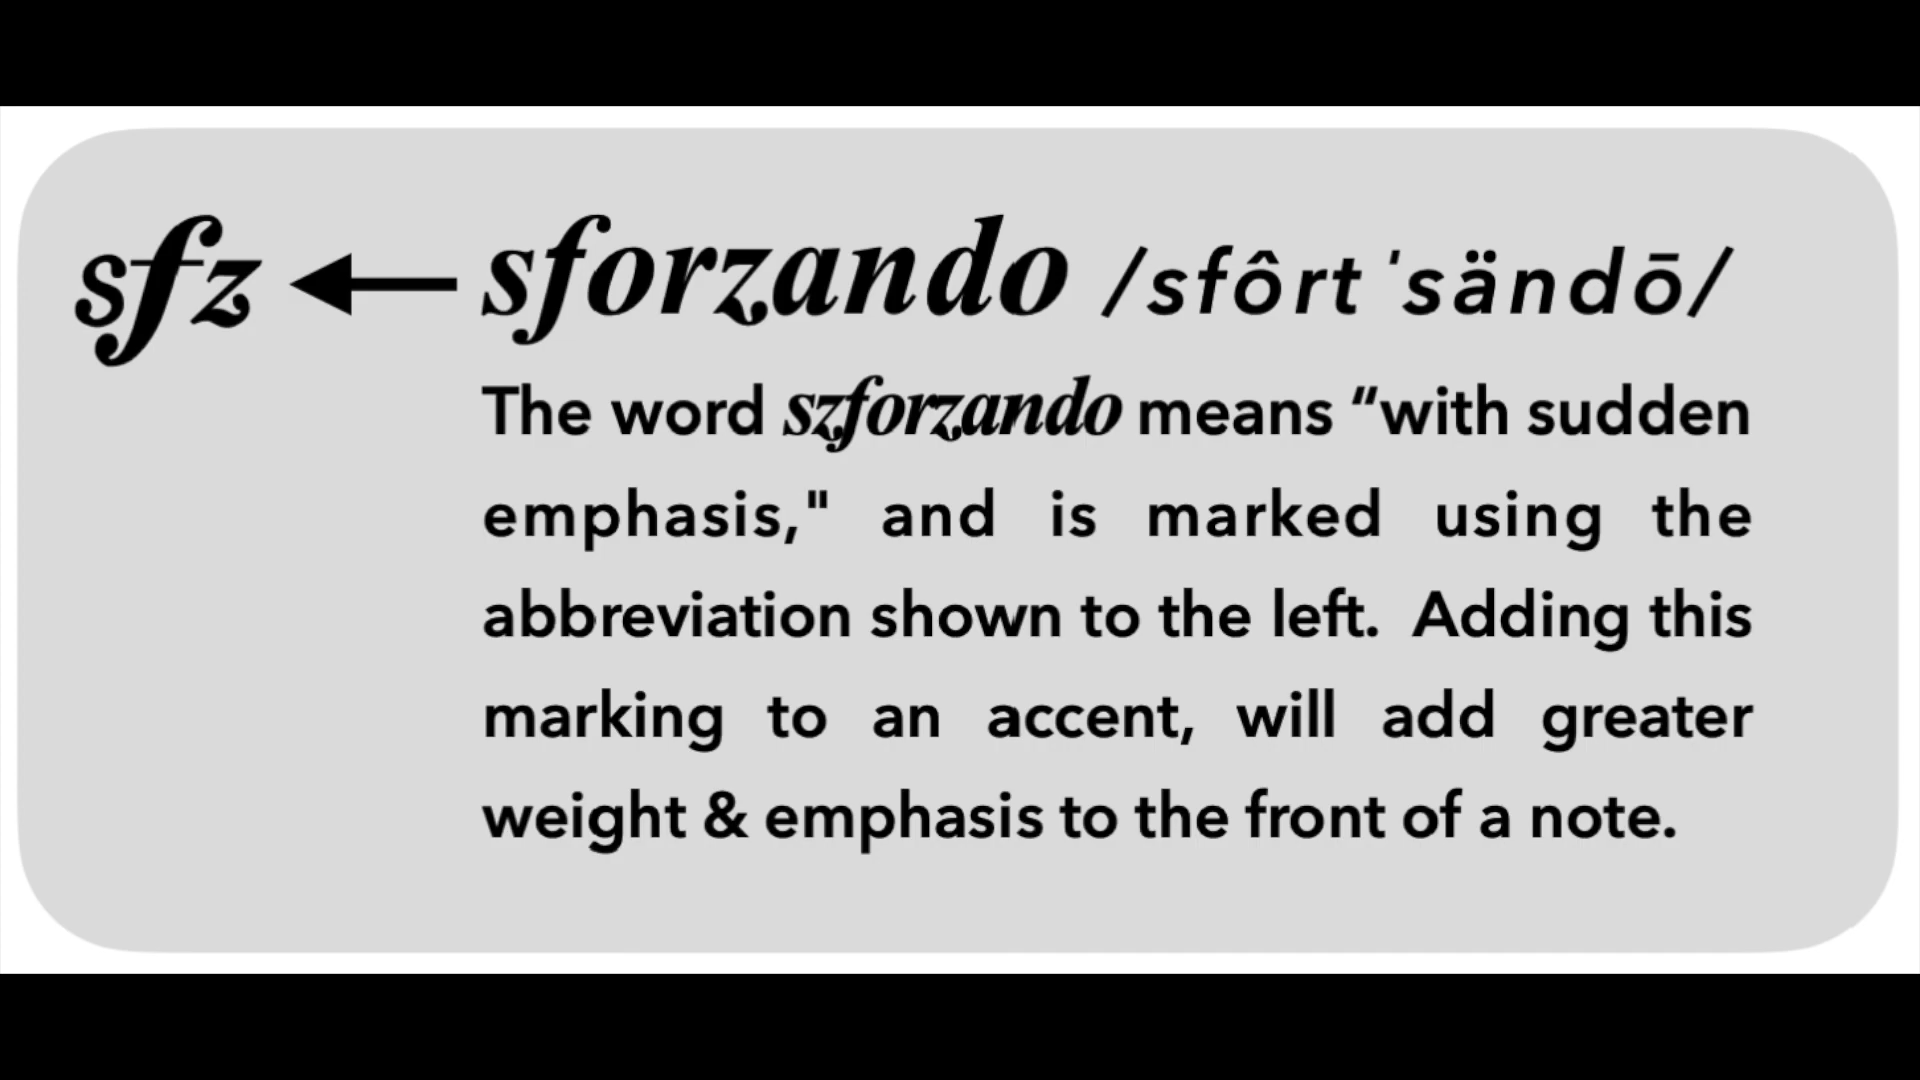 sfz sforzando /sfôrt ˈsändō/
The word szforzando means “with sudden
emphasis," and is marked using the
abbreviation shown to the left.  Adding this
marking to an accent, will add greater
weight & emphasis to the front of a note.